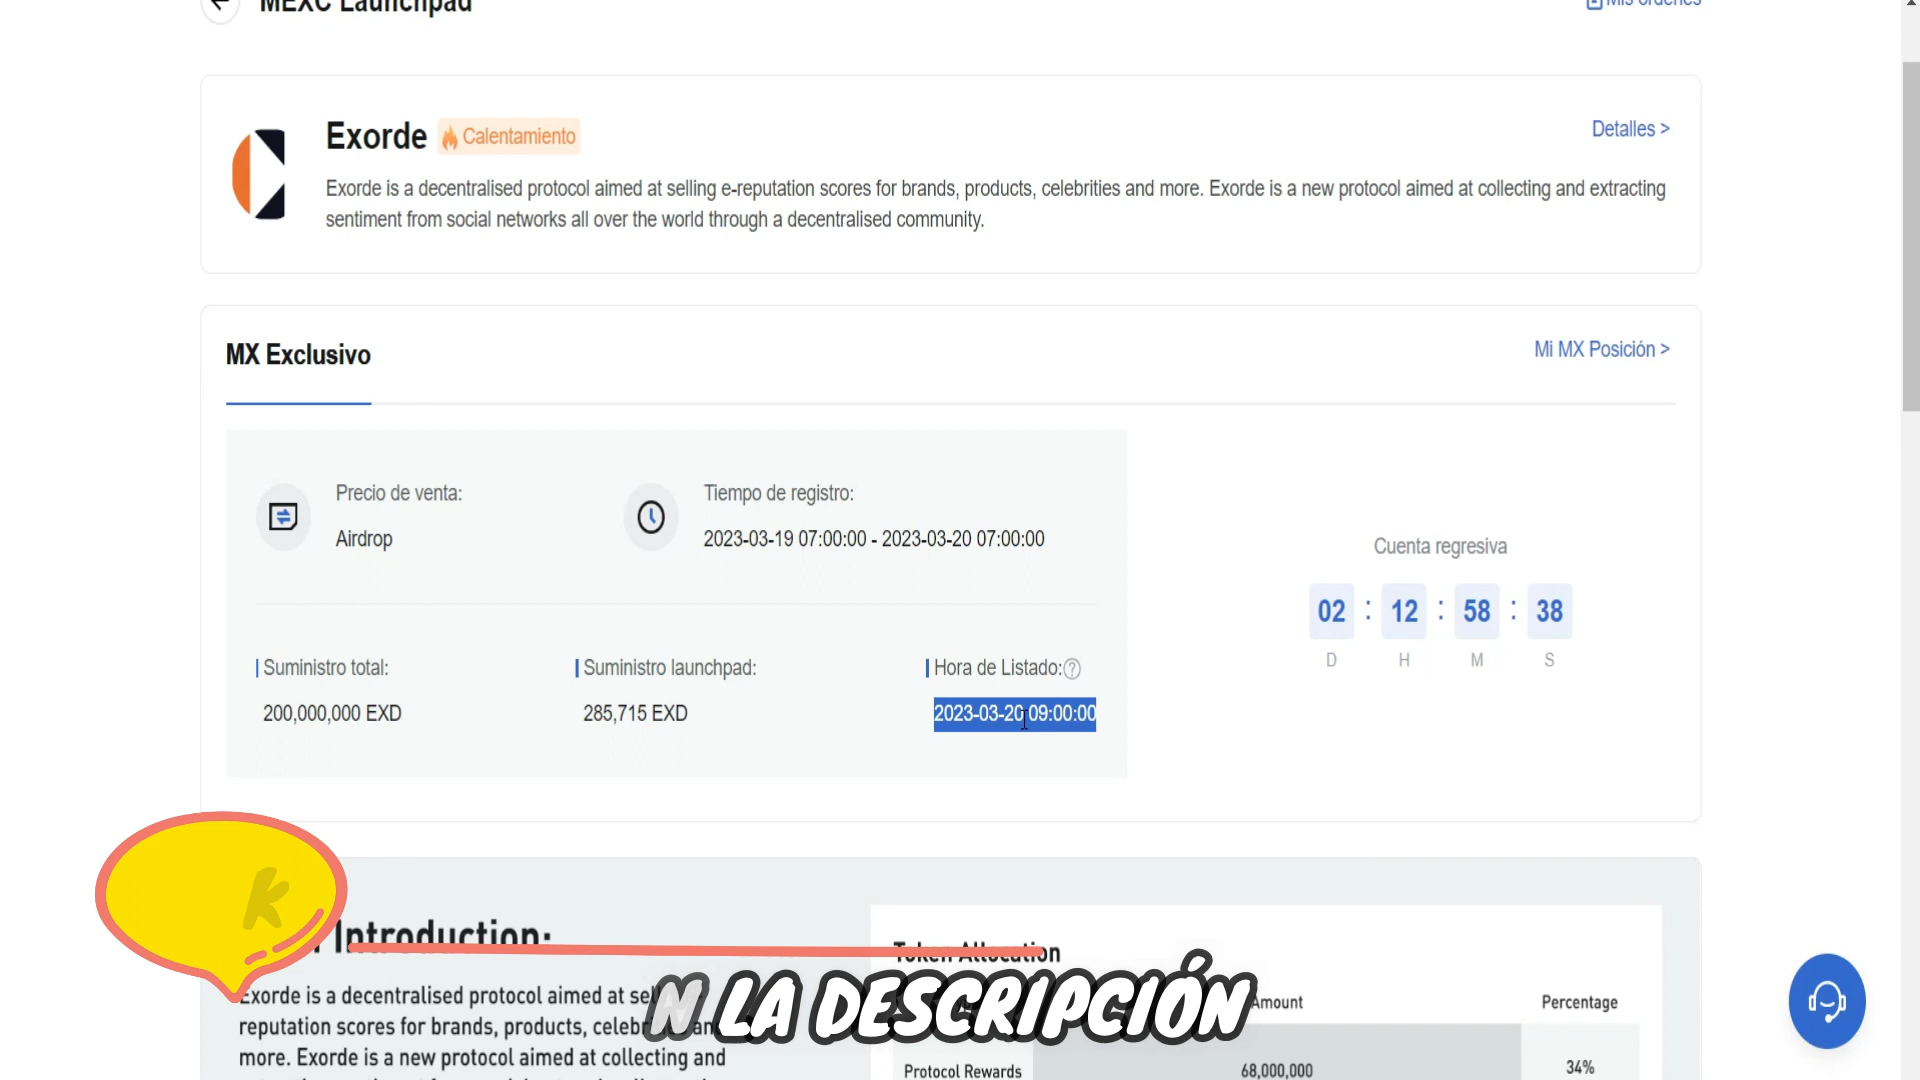 MEXC Launchpad
Mis órdenes
Exorde
Calentamiento
Detalles >
Exorde is a decentralised protocol aimed at selling e-reputation scores for brands, products, celebrities and more. Exorde is a new protocol aimed at collecting and extracting
sentiment from social networks all over the world through a decentralised community.
MX Exclusivo
Mi MX Posición >
Precio de venta:
Airdrop
Tiempo de registro:
2023-03-19 07:00:00 - 2023-03-20 07:00:00
Cuenta regresiva
02 : 12 : 58 : 38
D H M S
Suministro total:
200,000,000 EXD
Suministro launchpad:
285,715 EXD
Hora de Listado:
2023-03-20 09:00:00
k
Introduction:
Exorde is a decentralised protocol aimed at
reputation scores for brands, products,
more. Exorde is a new protocol aimed at collecting and
Token Allocation
Amount
Percentage
Protocol Rewards
68,000,000
34%
N LA DESCRIPCIÓN